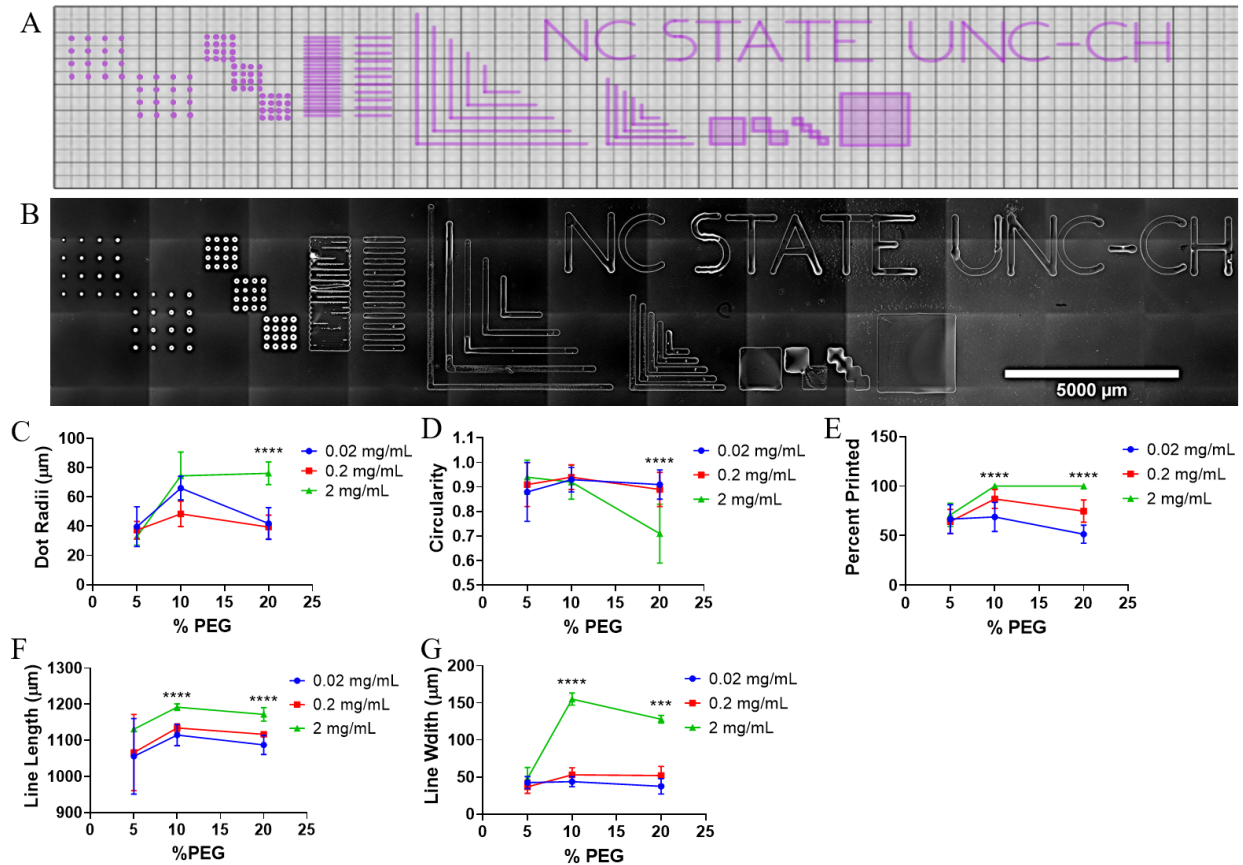 A
NC STATE UNC-CH
B
NC STATE UNC-CH
5000 µm
C
Dot Radii (µm)
100
80
60
40
20
0
0 5 10 15 20 25
% PEG
****
0.02 mg/mL
0.2 mg/mL
2 mg/mL
D
Circularity
1.1
1.0
0.9
0.8
0.7
0.6
0.5
0 5 10 15 20 25
% PEG
****
0.02 mg/mL
0.2 mg/mL
2 mg/mL
E
Percent Printed
150
100
50
0
0 5 10 15 20 25
% PEG
**** ****
0.02 mg/mL
0.2 mg/mL
2 mg/mL
F
Line Length (µm)
1300
1200
1100
1000
900
0 5 10 15 20 25
%PEG
**** ****
0.02 mg/mL
0.2 mg/mL
2 mg/mL
G
Line Wdith (µm)
200
150
100
50
0
0 5 10 15 20 25
% PEG
**** ***
0.02 mg/mL
0.2 mg/mL
2 mg/mL